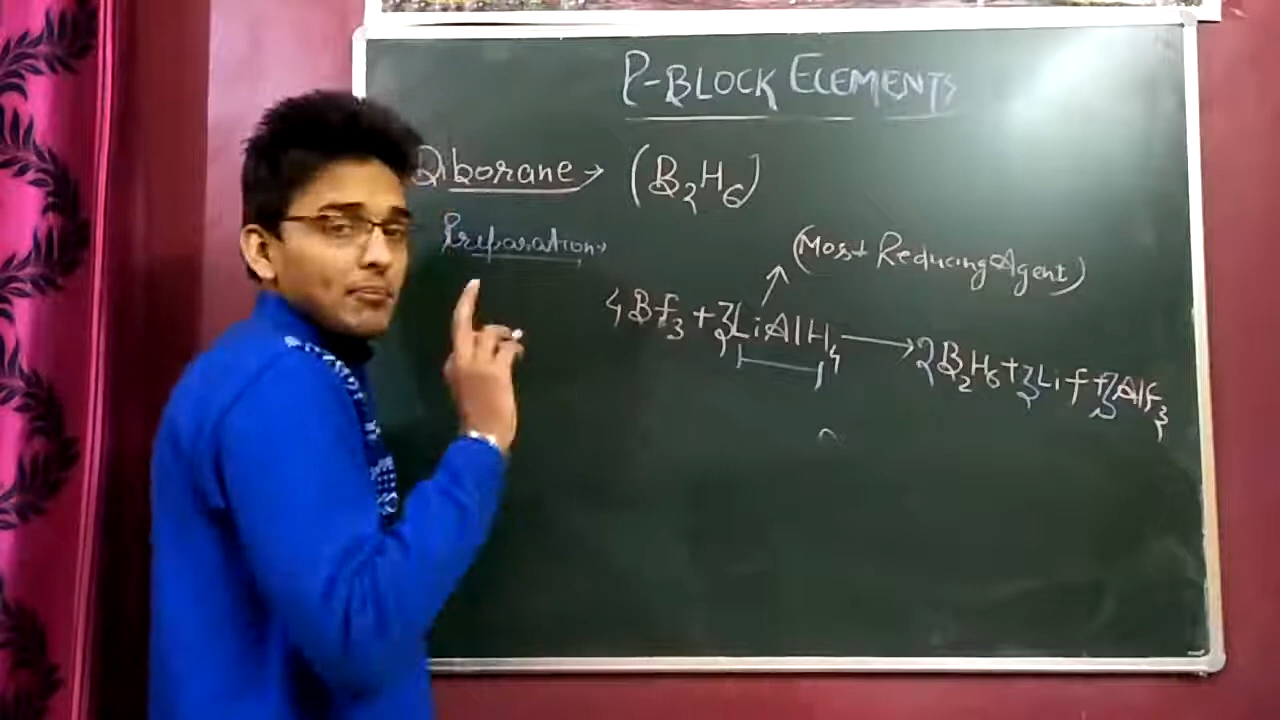 P-BLOCK ELEMENTS
Diborane → (B₂H₆)
Preparation→
(Most Reducing Agent)
4Bf₃ + 3LiAlH₄ ⟶ 2B₂H₆ + 3Lif + 3Alf₃